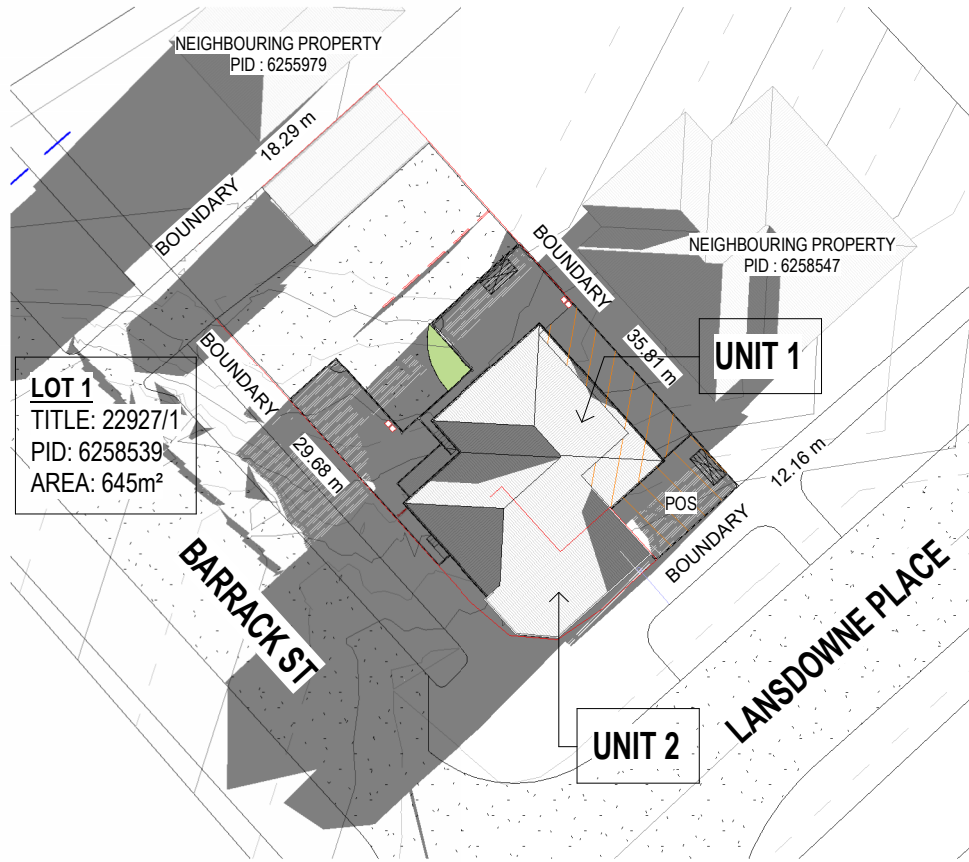 NEIGHBOURING PROPERTY
PID : 6255979
18.29 m
BOUNDARY
BOUNDARY
NEIGHBOURING PROPERTY
PID : 6258547
35.81 m
UNIT 1
BOUNDARY
LOT 1
TITLE: 22927/1
PID: 6258539
AREA: 645m²
29.68 m
12.16 m
POS
BOUNDARY
BARRACK ST
LANSDOWNE PLACE
UNIT 2